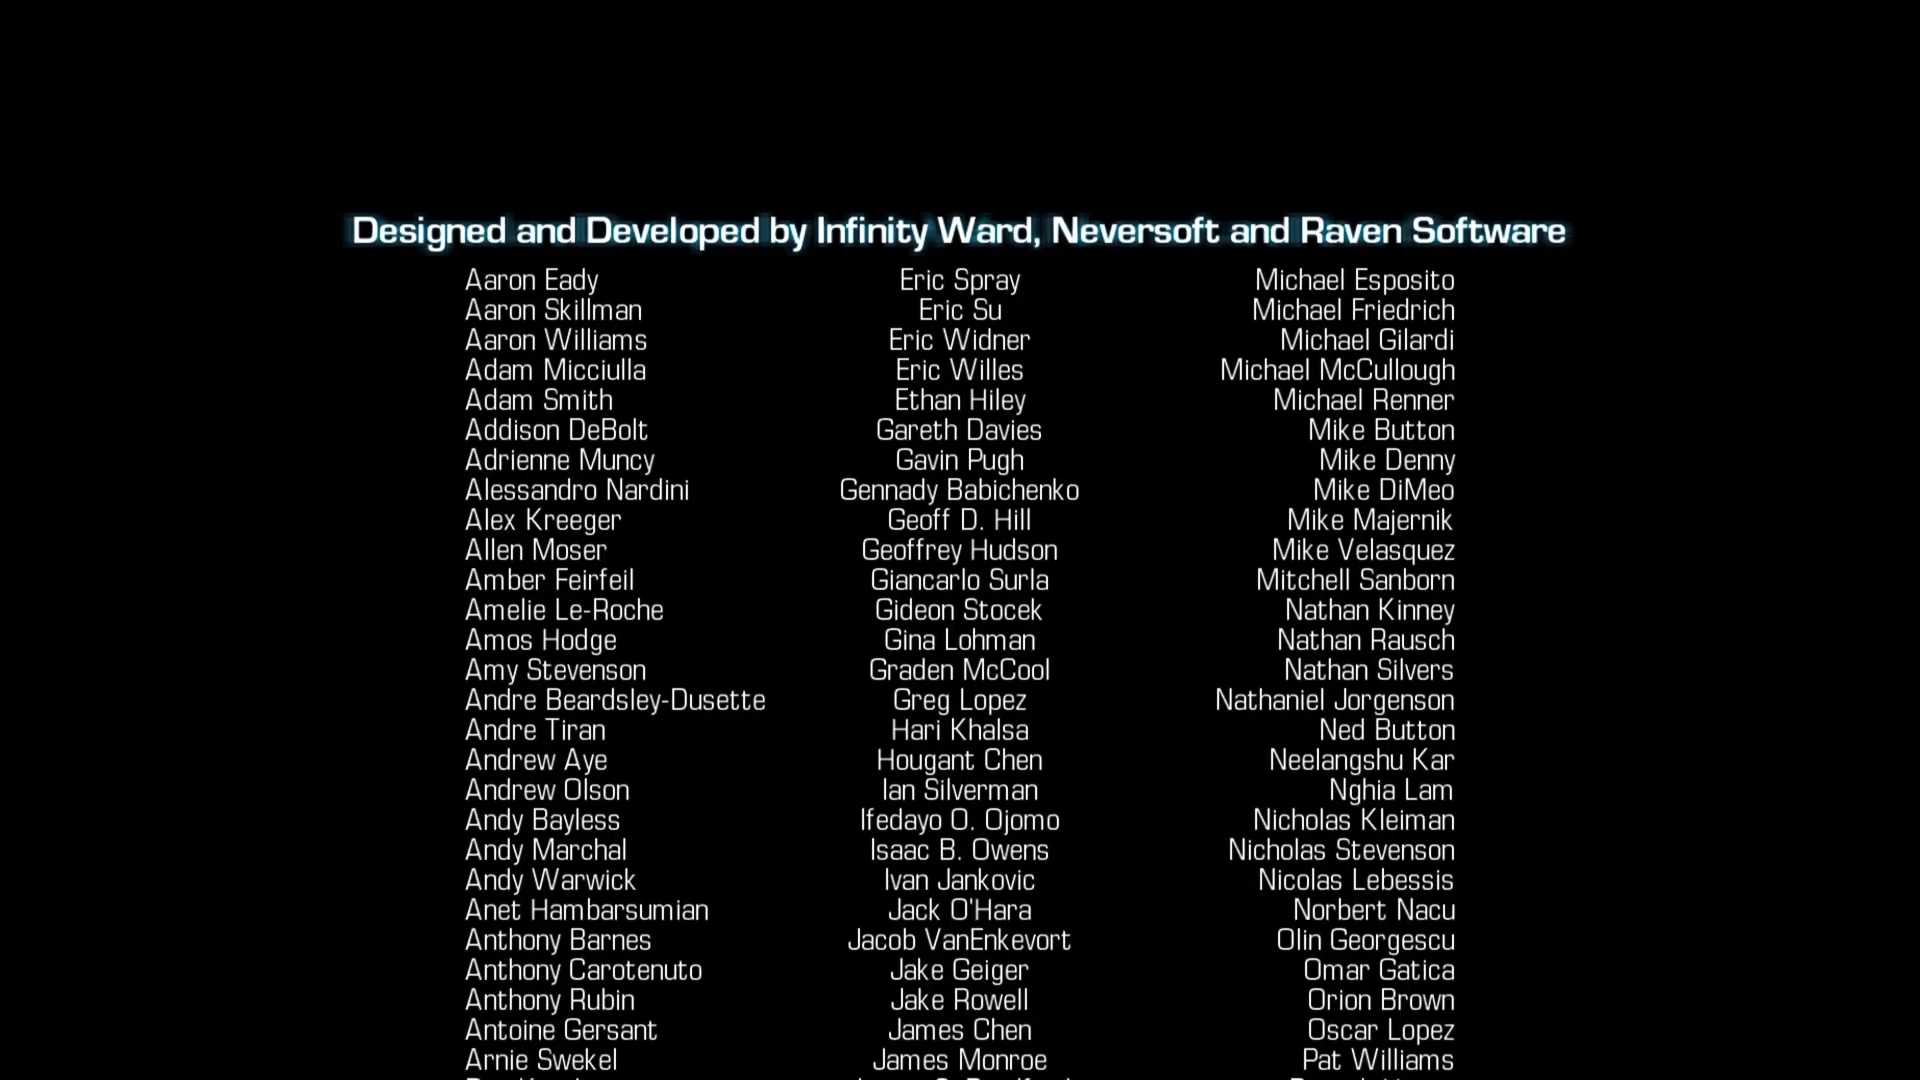 Designed and Developed by Infinity Ward, Neversoft and Raven Software
Aaron Eady Eric Spray Michael Esposito
Aaron Skillman Eric Su Michael Friedrich
Aaron Williams Eric Widner Michael Gilardi
Adam Micciulla Eric Willes Michael McCullough
Adam Smith Ethan Hiley Michael Renner
Addison DeBolt Gareth Davies Mike Button
Adrienne Muncy Gavin Pugh Mike Denny
Alessandro Nardini Gennady Babichenko Mike DiMeo
Alex Kreeger Geoff D. Hill Mike Majernik
Allen Moser Geoffrey Hudson Mike Velasquez
Amber Feirfeil Giancarlo Surla Mitchell Sanborn
Amelie Le-Roche Gideon Stocek Nathan Kinney
Amos Hodge Gina Lohman Nathan Rausch
Amy Stevenson Graden McCool Nathan Silvers
Andre Beardsley-Dusette Greg Lopez Nathaniel Jorgenson
Andre Tiran Hari Khalsa Ned Button
Andrew Aye Hougant Chen Neelangshu Kar
Andrew Olson Ian Silverman Nghia Lam
Andy Bayless Ifedayo O. Ojomo Nicholas Kleiman
Andy Marchal Isaac B. Owens Nicholas Stevenson
Andy Warwick Ivan Jankovic Nicolas Lebessis
Anet Hambarsumian Jack O'Hara Norbert Nacu
Anthony Barnes Jacob VanEnkevort Olin Georgescu
Anthony Carotenuto Jake Geiger Omar Gatica
Anthony Rubin Jake Rowell Orion Brown
Antoine Gersant James Chen Oscar Lopez
Arnie Swekel James Monroe Pat Williams